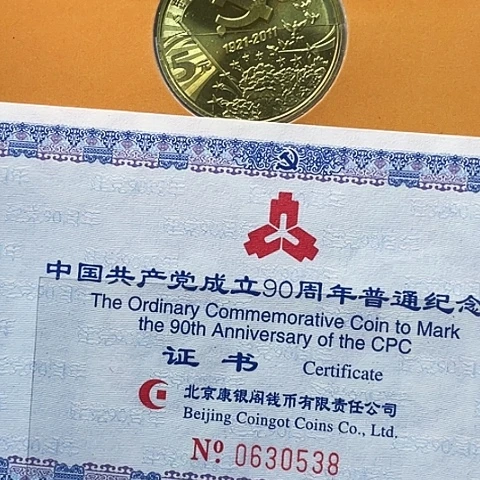 1921-2011
中国共产党成立90周年普通纪念
The Ordinary Commemorative Coin to Mark
the 90th Anniversary of the CPC
证书 Certificate
北京康银阁钱币有限责任公司
Beijing Coingot Coins Co., Ltd.
Nº 0630538